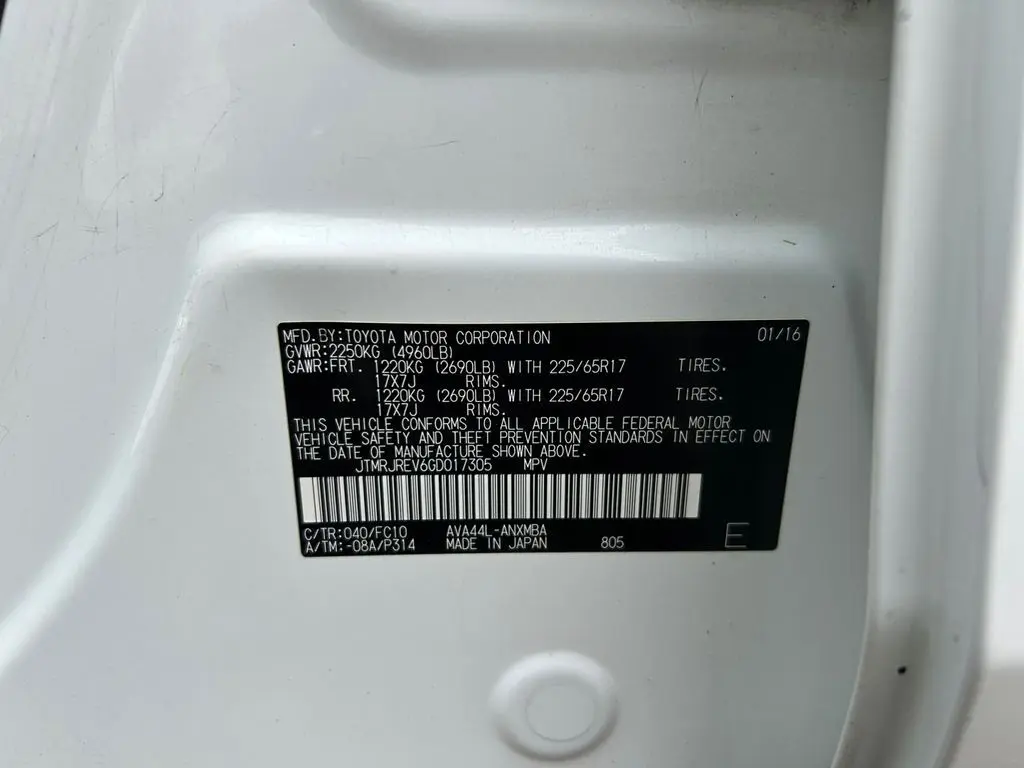 MFD.BY:TOYOTA MOTOR CORPORATION 01/16
GVWR:2250KG (4960LB)
GAWR:FRT. 1220KG (2690LB) WITH 225/65R17 TIRES.
17X7J RIMS.
RR. 1220KG (2690LB) WITH 225/65R17 TIRES.
17X7J RIMS.
THIS VEHICLE CONFORMS TO ALL APPLICABLE FEDERAL MOTOR
VEHICLE SAFETY AND THEFT PREVENTION STANDARDS IN EFFECT ON
THE DATE OF MANUFACTURE SHOWN ABOVE.
JTMRJREV6GD017305 MPV
C/TR:040/FC10 AVA44L-ANXMBA
A/TM:-08A/P314 MADE IN JAPAN 805 E